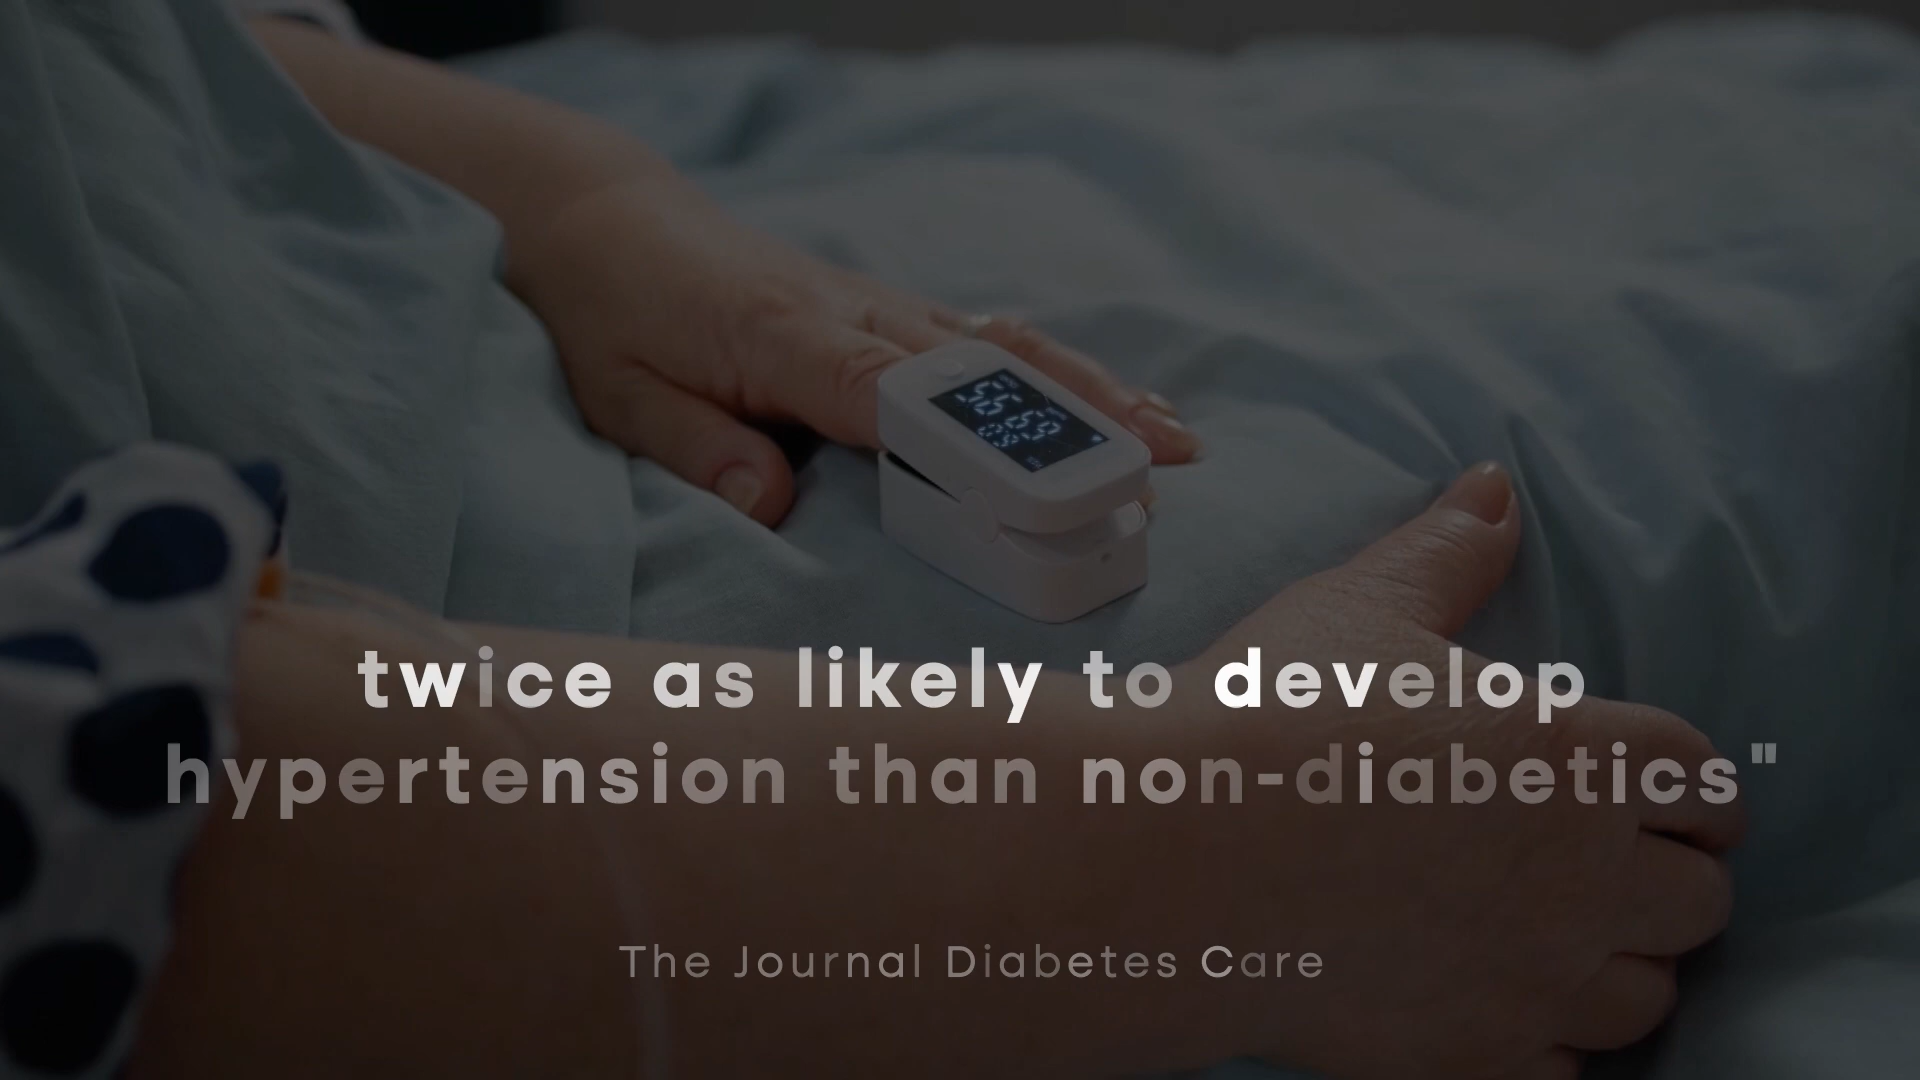 twice as likely to develop
hypertension than non-diabetics"
The Journal Diabetes Care